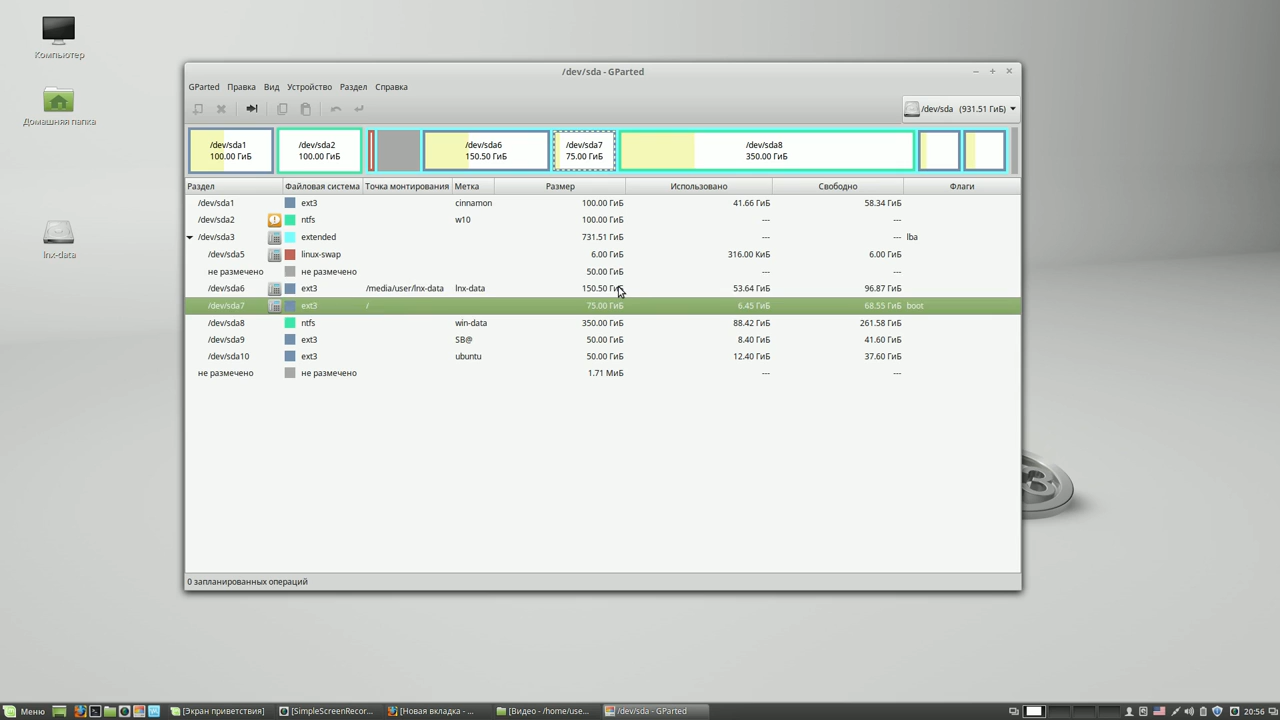 Компьютер
Домашняя папка
lnx-data
/dev/sda - GParted
GParted Правка Вид Устройство Раздел Справка
/dev/sda (931.51 ГиБ)
/dev/sda1
100.00 ГиБ
/dev/sda2
100.00 ГиБ
/dev/sda6
150.50 ГиБ
/dev/sda7
75.00 ГиБ
/dev/sda8
350.00 ГиБ
Раздел Файловая система Точка монтирования Метка Размер Использовано Свободно Флаги
/dev/sda1 ext3 cinnamon 100.00 ГиБ 41.66 ГиБ 58.34 ГиБ
/dev/sda2 ntfs w10 100.00 ГиБ --- ---
/dev/sda3 extended 731.51 ГиБ --- --- lba
/dev/sda5 linux-swap 6.00 ГиБ 316.00 КиБ 6.00 ГиБ
не размечено не размечено 50.00 ГиБ --- ---
/dev/sda6 ext3 /media/user/lnx-data lnx-data 150.50 ГиБ 53.64 ГиБ 96.87 ГиБ
/dev/sda7 ext3 / 75.00 ГиБ 6.45 ГиБ 68.55 ГиБ boot
/dev/sda8 ntfs win-data 350.00 ГиБ 88.42 ГиБ 261.58 ГиБ
/dev/sda9 ext3 SB@ 50.00 ГиБ 8.40 ГиБ 41.60 ГиБ
/dev/sda10 ext3 ubuntu 50.00 ГиБ 12.40 ГиБ 37.60 ГиБ
не размечено не размечено 1.71 МиБ --- ---
0 запланированных операций
Меню [Экран приветствия] [SimpleScreenRecor... [Новая вкладка - ... [Видео - /home/use... /dev/sda - GParted 20:56